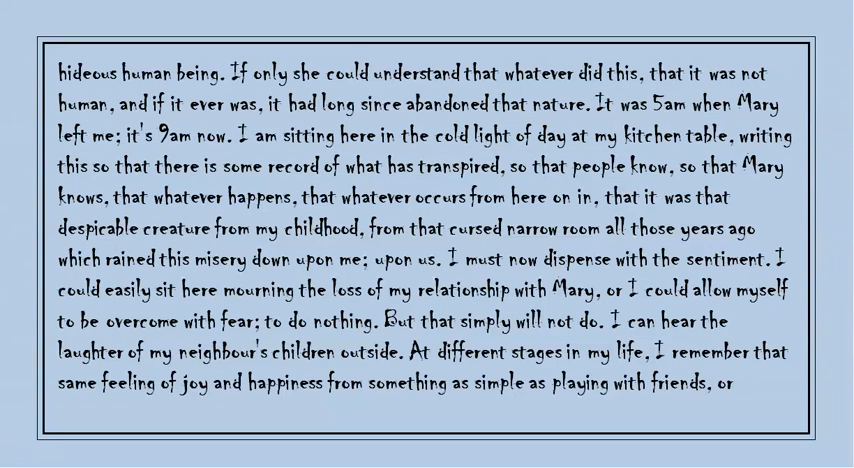 hideous human being. If only she could understand that whatever did this, that it was not
human, and if it ever was, it had long since abandoned that nature. It was 5am when Mary
left me; it's 9am now. I am sitting here in the cold light of day at my kitchen table, writing
this so that there is some record of what has transpired, so that people know, so that Mary
knows, that whatever happens, that whatever occurs from here on in, that it was that
despicable creature from my childhood, from that cursed narrow room all those years ago
which rained this misery down upon me; upon us. I must now dispense with the sentiment. I
could easily sit here mourning the loss of my relationship with Mary, or I could allow myself
to be overcome with fear; to do nothing. But that simply will not do. I can hear the
laughter of my neighbour's children outside. At different stages in my life, I remember that
same feeling of joy and happiness from something as simple as playing with friends, or